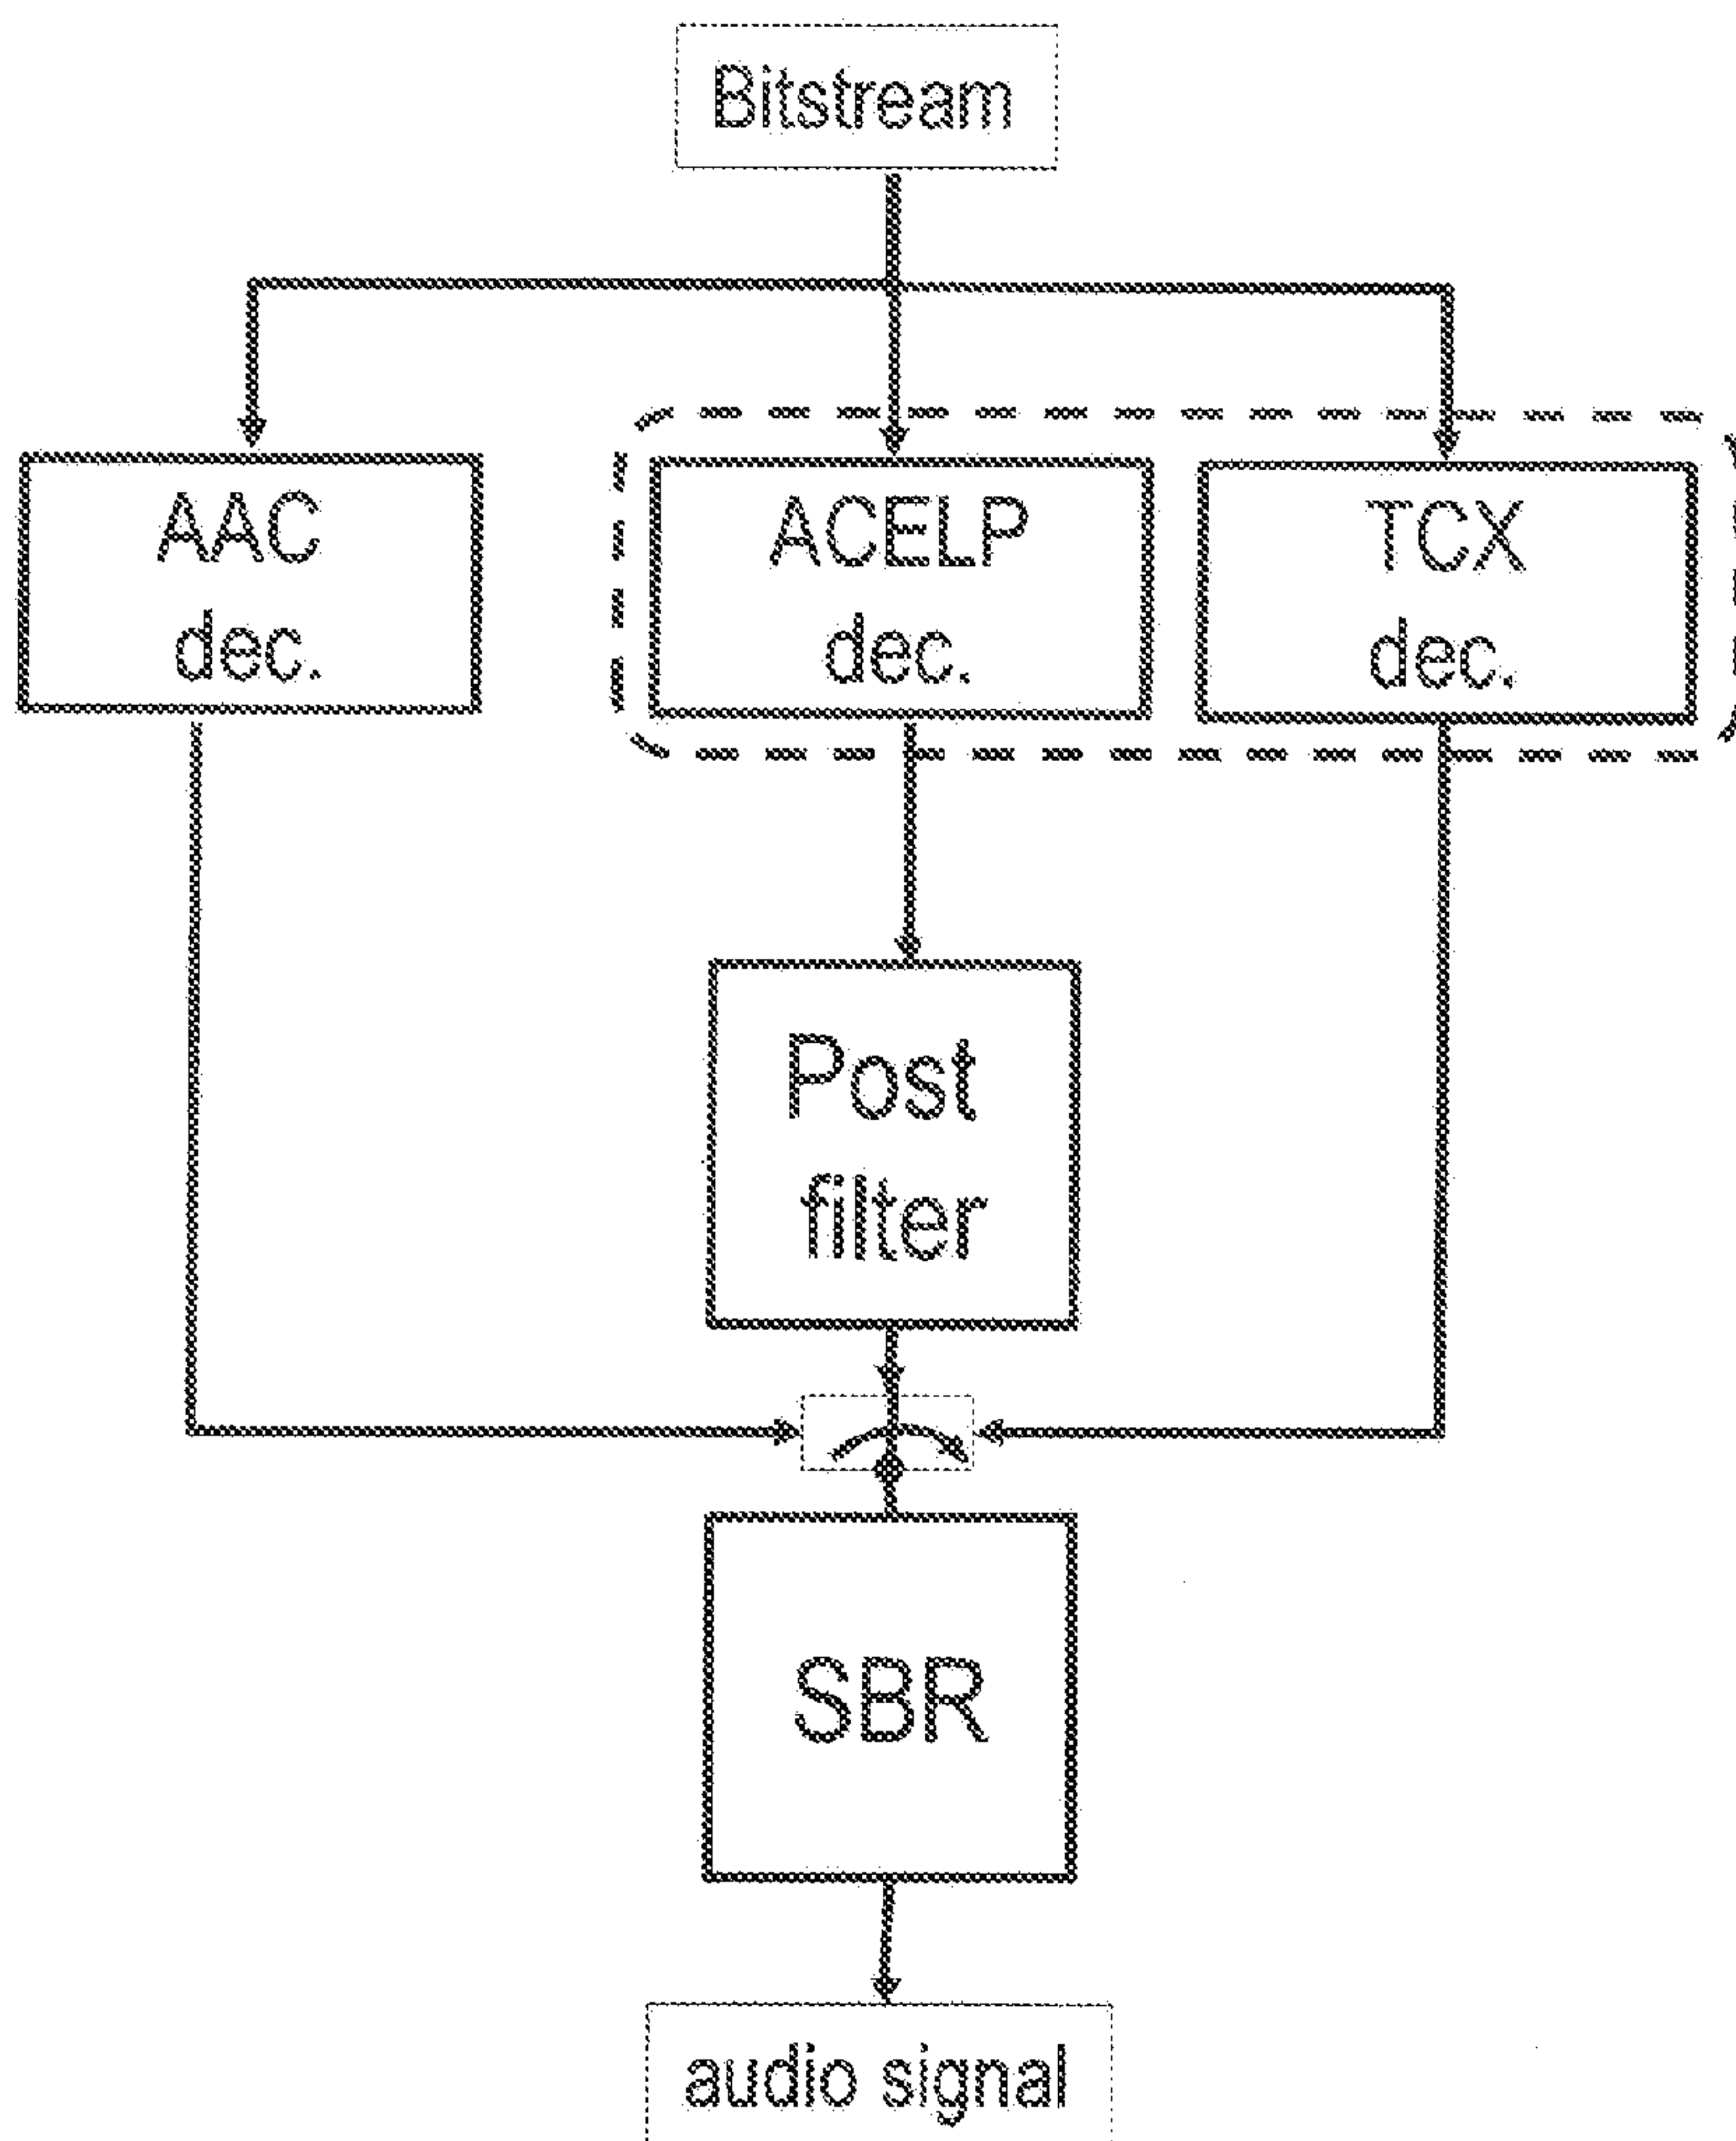 Bitstream
AAC
dec.
ACELP
dec.
TCX
dec.
Post
filter
SBR
audio signal